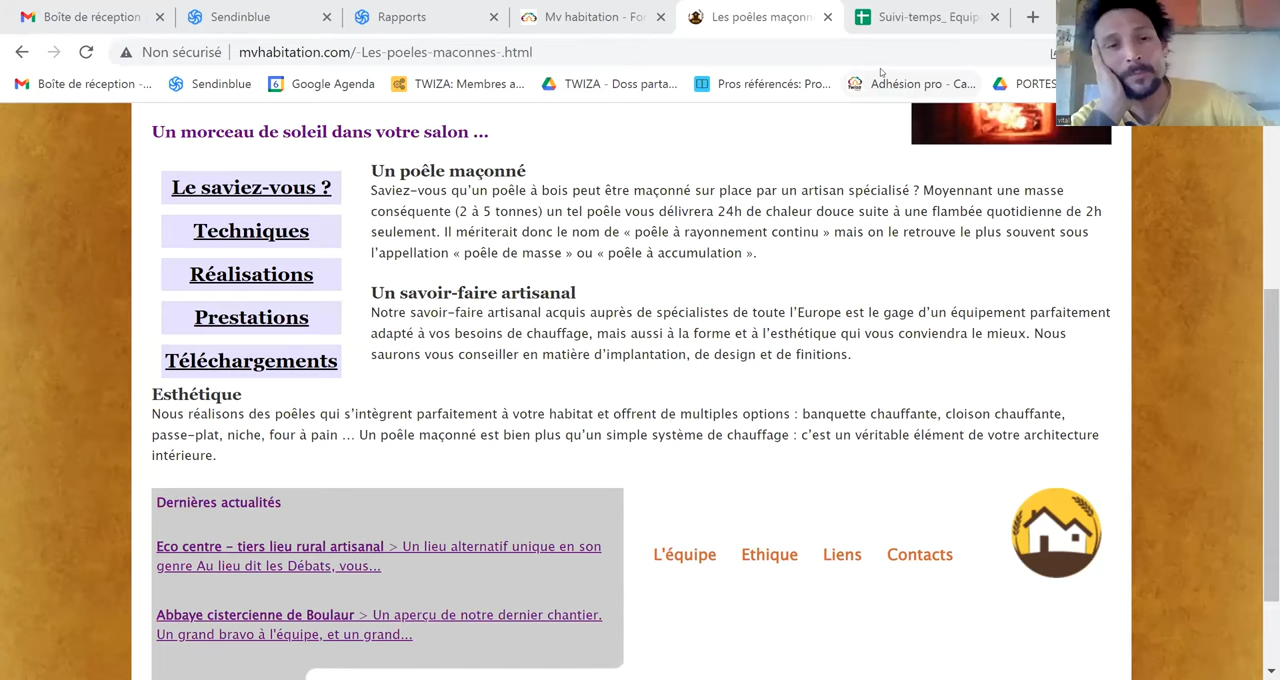 Boîte de réception
Sendinblue
Rapports
Mv habitation - Fo
Les poêles maçonn
Suivi-temps_ Equip
Non sécurisé
mvhabitation.com/-Les-poeles-maconnes-.html
Boîte de réception -...
Sendinblue
Google Agenda
TWIZA: Membres a...
TWIZA - Doss parta...
Pros référencés: Pro...
Adhésion pro - Ca...
PORTES
Un morceau de soleil dans votre salon ...
Le saviez-vous ?
Techniques
Réalisations
Prestations
Téléchargements
Un poêle maçonné
Saviez-vous qu’un poêle à bois peut être maçonné sur place par un artisan spécialisé ? Moyennant une masse
conséquente (2 à 5 tonnes) un tel poêle vous délivrera 24h de chaleur douce suite à une flambée quotidienne de 2h
seulement. Il mériterait donc le nom de « poêle à rayonnement continu » mais on le retrouve le plus souvent sous
l’appellation « poêle de masse » ou « poêle à accumulation ».
Un savoir-faire artisanal
Notre savoir-faire artisanal acquis auprès de spécialistes de toute l’Europe est le gage d’un équipement parfaitement
adapté à vos besoins de chauffage, mais aussi à la forme et à l’esthétique qui vous conviendra le mieux. Nous
saurons vous conseiller en matière d’implantation, de design et de finitions.
Esthétique
Nous réalisons des poêles qui s’intègrent parfaitement à votre habitat et offrent de multiples options : banquette chauffante, cloison chauffante,
passe-plat, niche, four à pain ... Un poêle maçonné est bien plus qu’un simple système de chauffage : c’est un véritable élément de votre architecture
intérieure.
Dernières actualités
Eco centre - tiers lieu rural artisanal > Un lieu alternatif unique en son
genre Au lieu dit les Débats, vous...
Abbaye cistercienne de Boulaur > Un aperçu de notre dernier chantier.
Un grand bravo à l'équipe, et un grand...
L'équipe
Ethique
Liens
Contacts